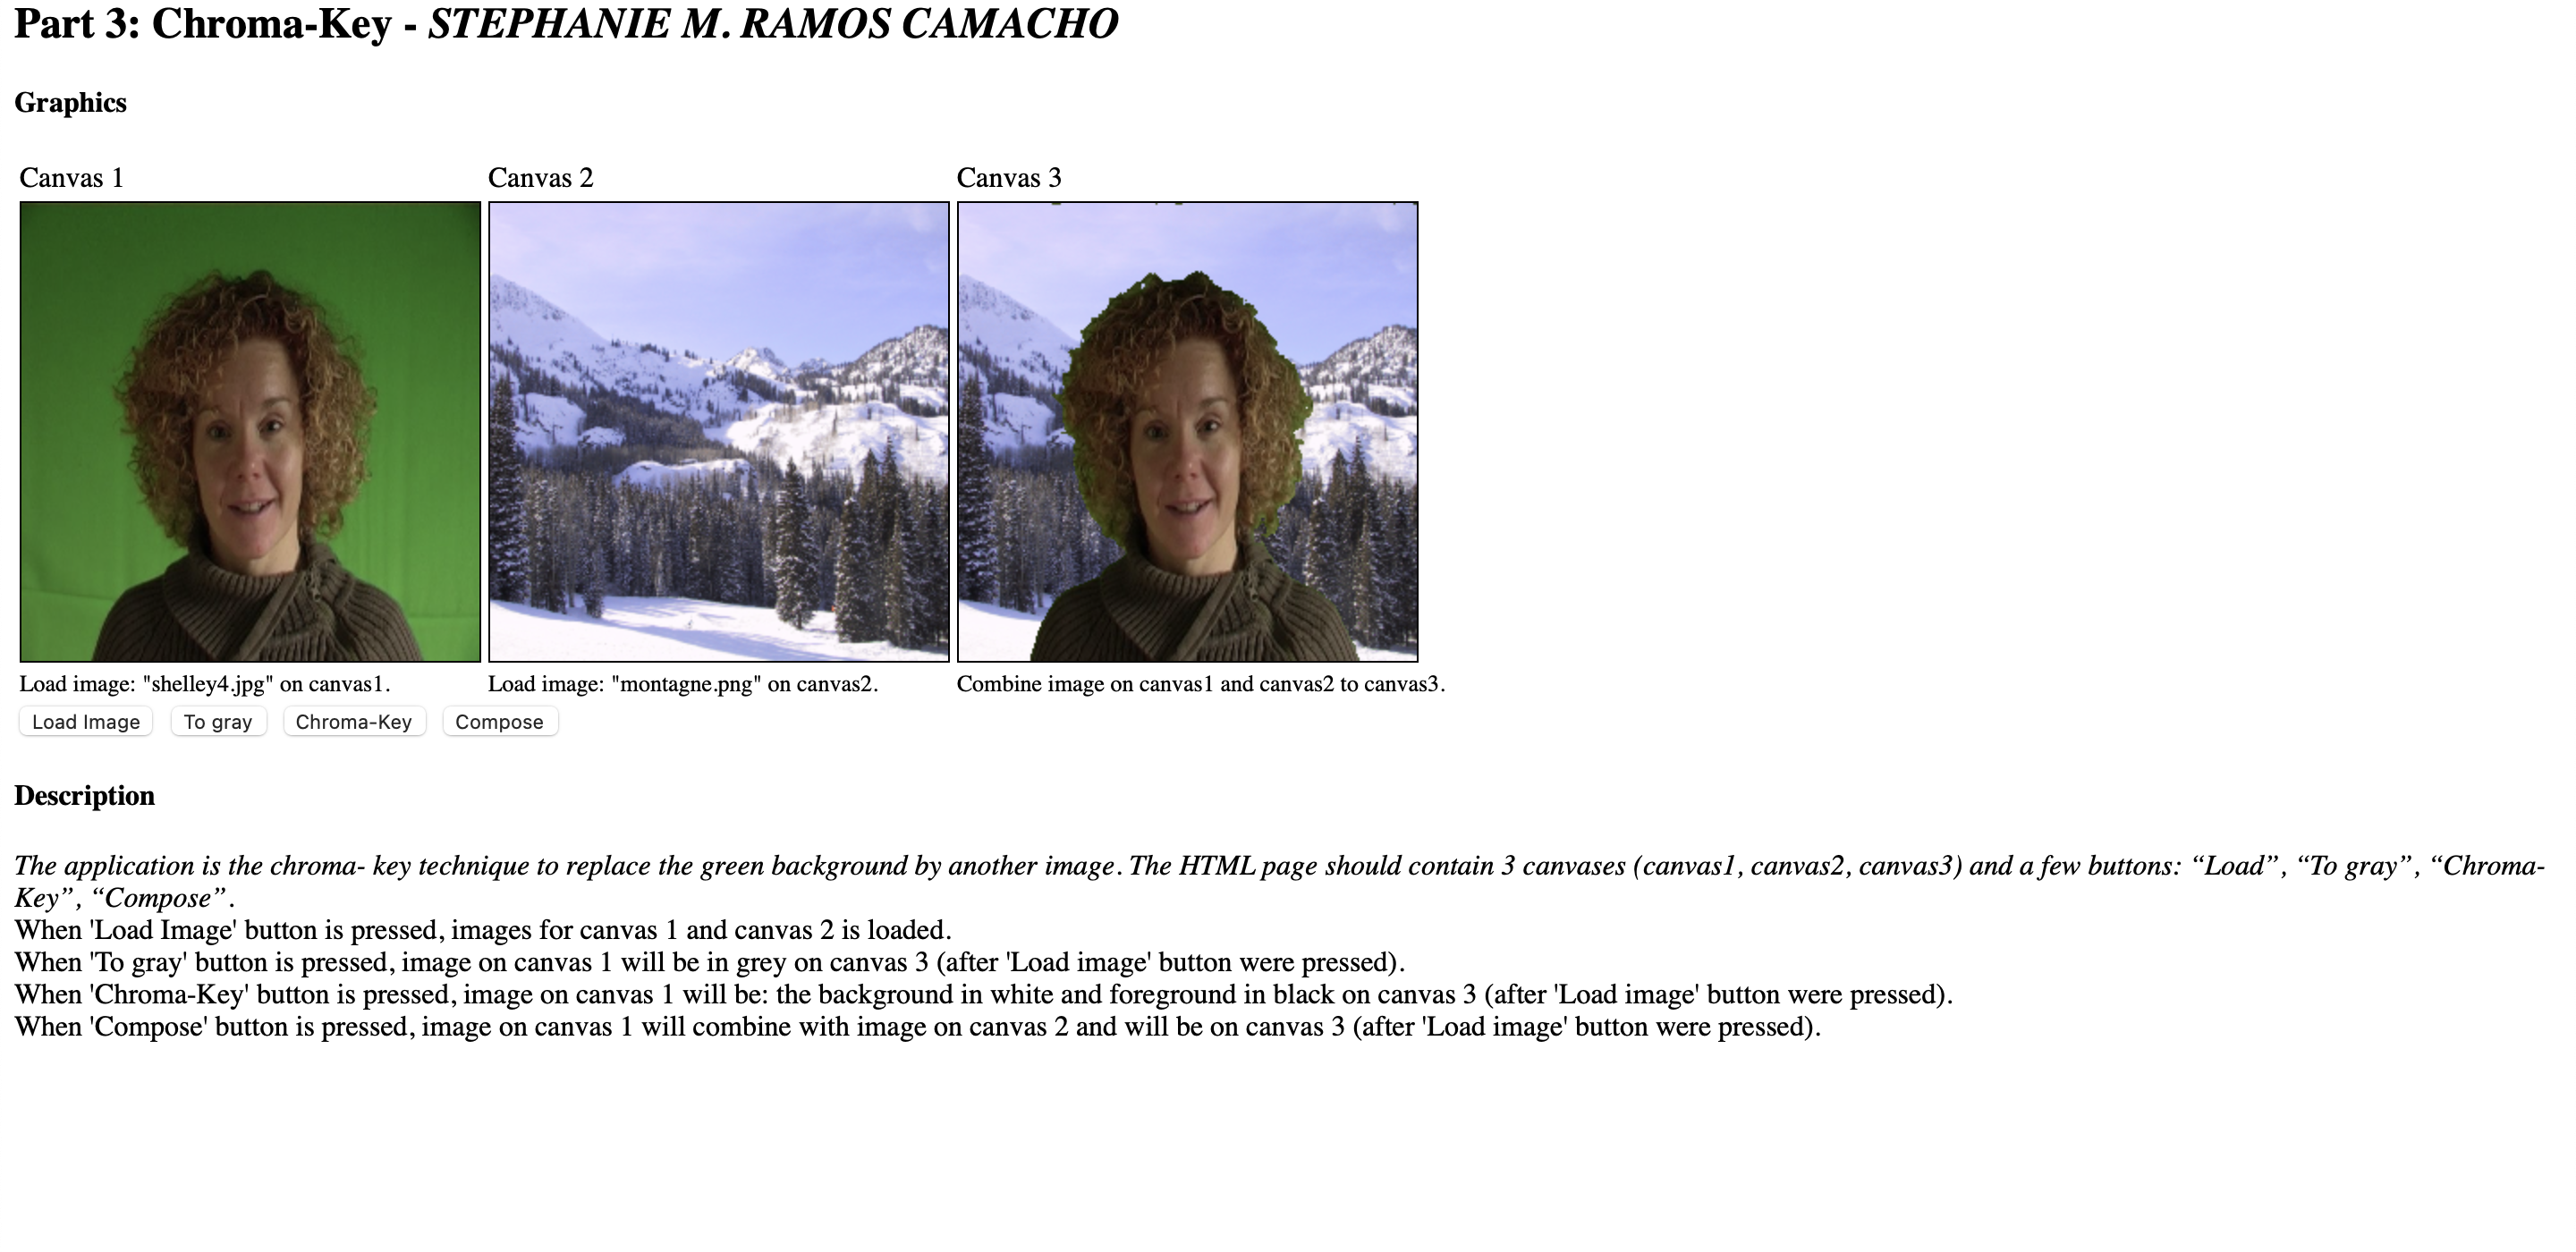 Part 3: Chroma-Key - STEPHANIE M. RAMOS CAMACHO
Graphics
Canvas 1
Canvas 2
Canvas 3
Load image: "shelley4.jpg" on canvas1.
Load image: "montagne.png" on canvas2.
Combine image on canvas1 and canvas2 to canvas3.
Load Image
To gray
Chroma-Key
Compose
Description
The application is the chroma- key technique to replace the green background by another image. The HTML page should contain 3 canvases (canvas1, canvas2, canvas3) and a few buttons: “Load”, “To gray”, “Chroma-
Key”, “Compose”.
When 'Load Image' button is pressed, images for canvas 1 and canvas 2 is loaded.
When 'To gray' button is pressed, image on canvas 1 will be in grey on canvas 3 (after 'Load image' button were pressed).
When 'Chroma-Key' button is pressed, image on canvas 1 will be: the background in white and foreground in black on canvas 3 (after 'Load image' button were pressed).
When 'Compose' button is pressed, image on canvas 1 will combine with image on canvas 2 and will be on canvas 3 (after 'Load image' button were pressed).